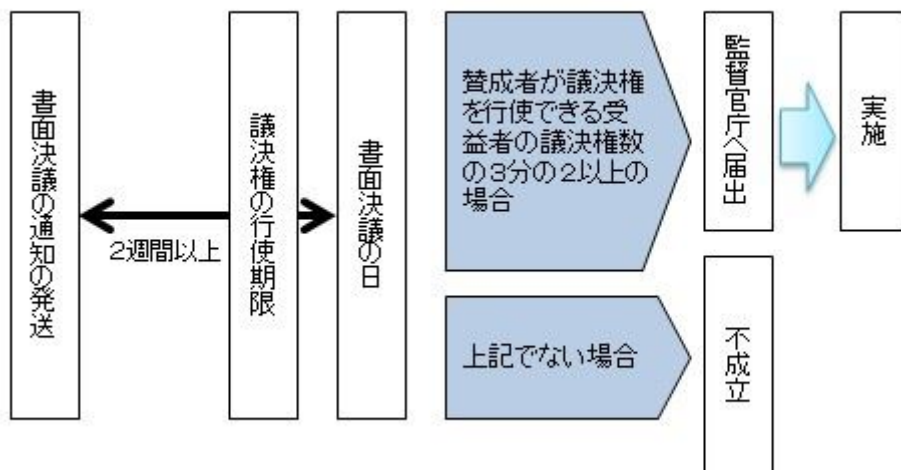 書面決議の通知の発送
2週間以上
議決権の行使期限
書面決議の日
賛成者が議決権
を行使できる受
益者の議決権数
の3分の2以上の
場合
監督官庁へ届出
実施
上記でない場合
不成立